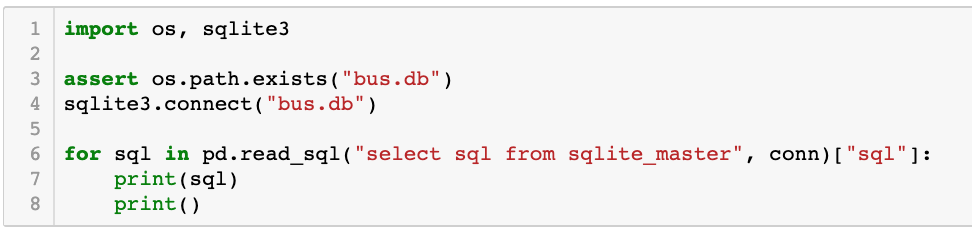 1 import os, sqlite3
2
3 assert os.path.exists("bus.db")
4 sqlite3.connect("bus.db")
5
6 for sql in pd.read_sql("select sql from sqlite_master", conn)["sql"]:
7     print(sql)
8     print()